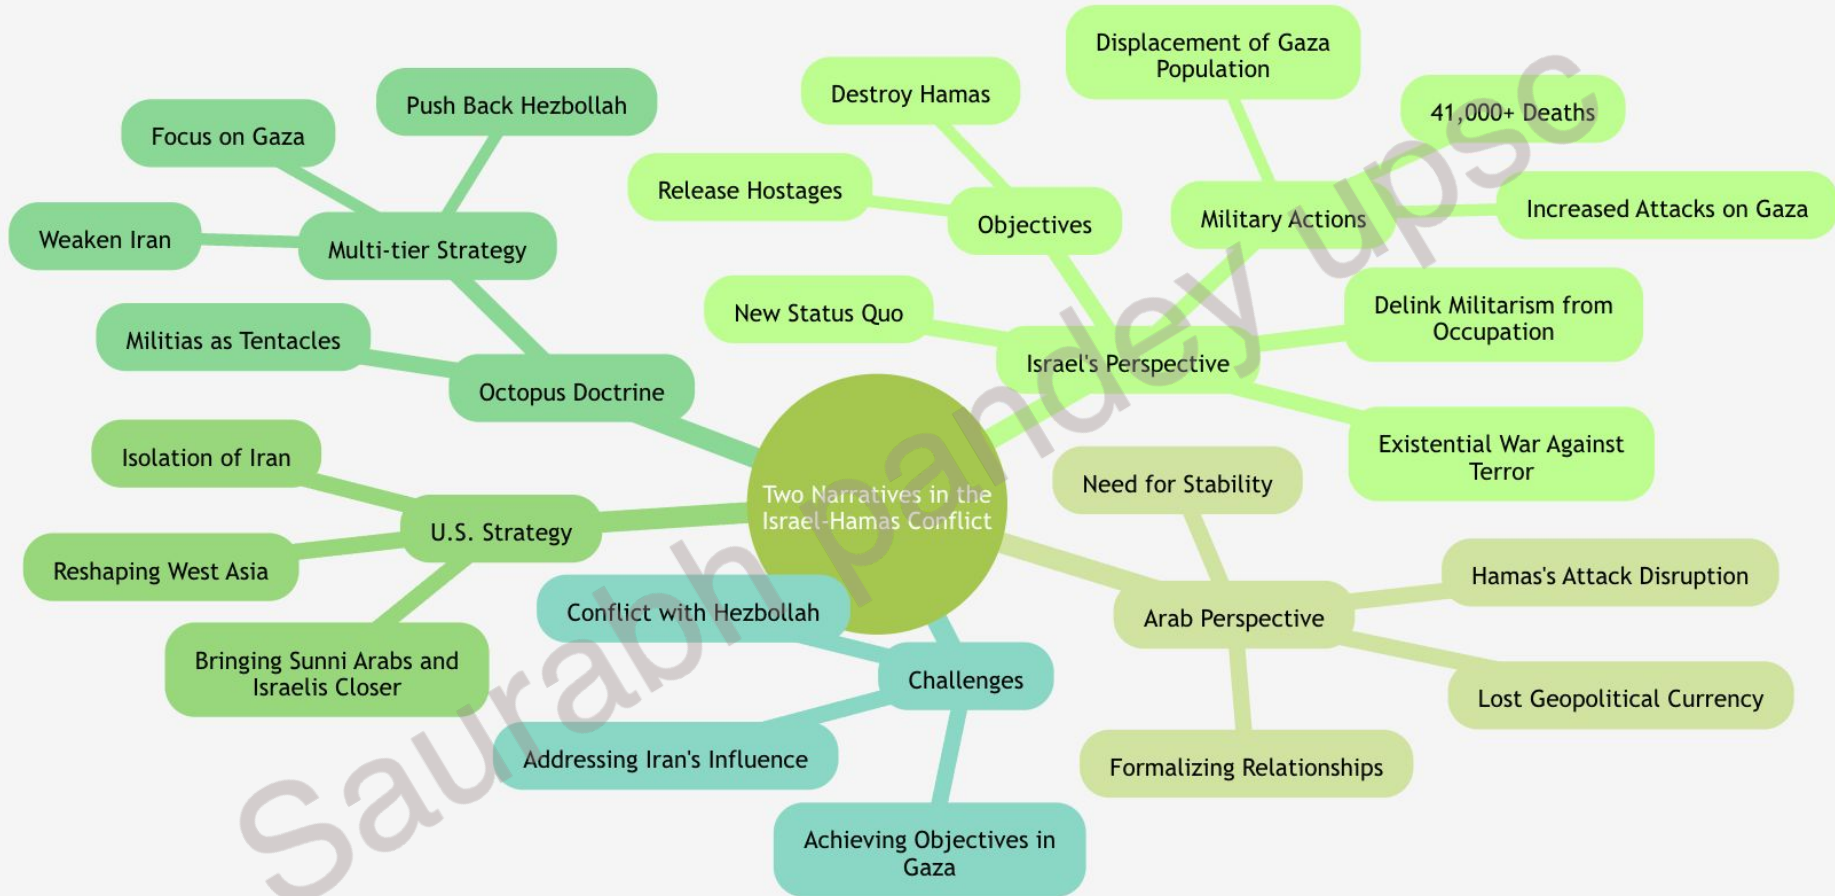 Two Narratives in the
Israel-Hamas Conflict
Israel's Perspective
Objectives
Destroy Hamas
Release Hostages
New Status Quo
Military Actions
Displacement of Gaza
Population
41,000+ Deaths
Increased Attacks on Gaza
Delink Militarism from
Occupation
Existential War Against
Terror
Arab Perspective
Need for Stability
Hamas's Attack Disruption
Lost Geopolitical Currency
Formalizing Relationships
Challenges
Conflict with Hezbollah
Addressing Iran's Influence
Achieving Objectives in
Gaza
U.S. Strategy
Isolation of Iran
Reshaping West Asia
Bringing Sunni Arabs and
Israelis Closer
Octopus Doctrine
Militias as Tentacles
Multi-tier Strategy
Weaken Iran
Focus on Gaza
Push Back Hezbollah
Saurabh pandey upsc